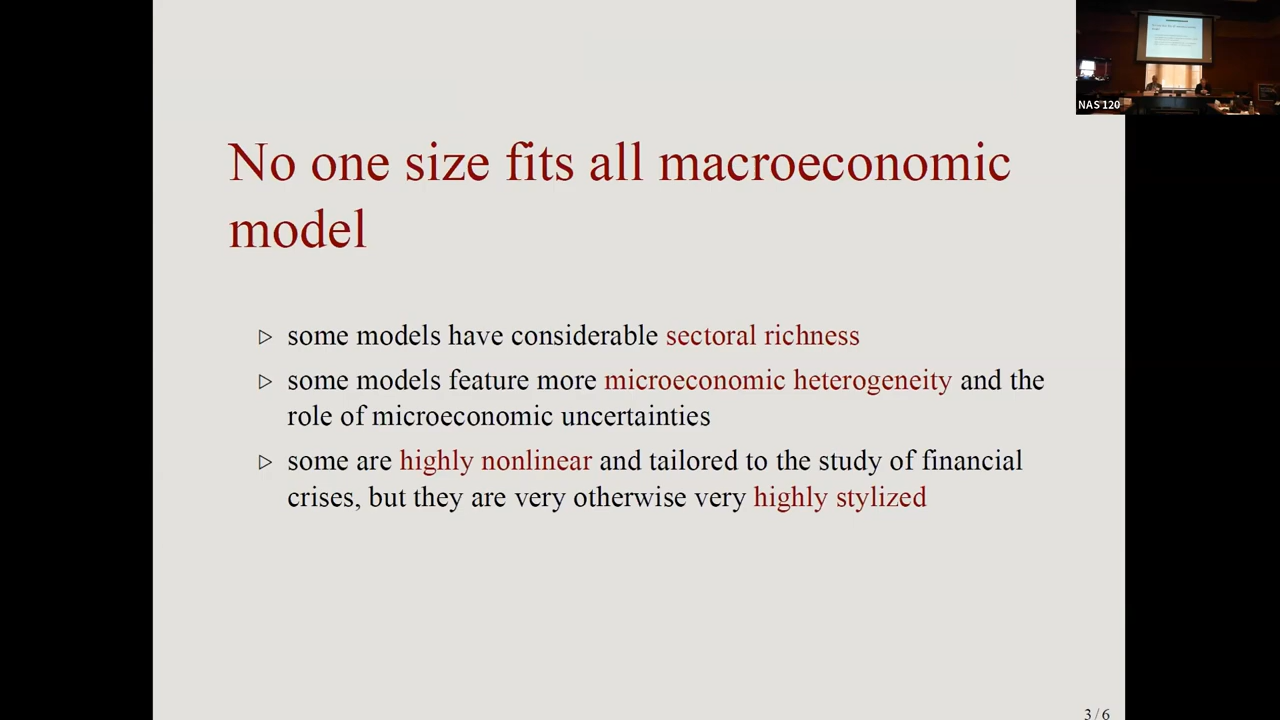 NAS 120
No one size fits all macroeconomic
model
▷ some models have considerable sectoral richness
▷ some models feature more microeconomic heterogeneity and the
role of microeconomic uncertainties
▷ some are highly nonlinear and tailored to the study of financial
crises, but they are very otherwise very highly stylized
3 / 6